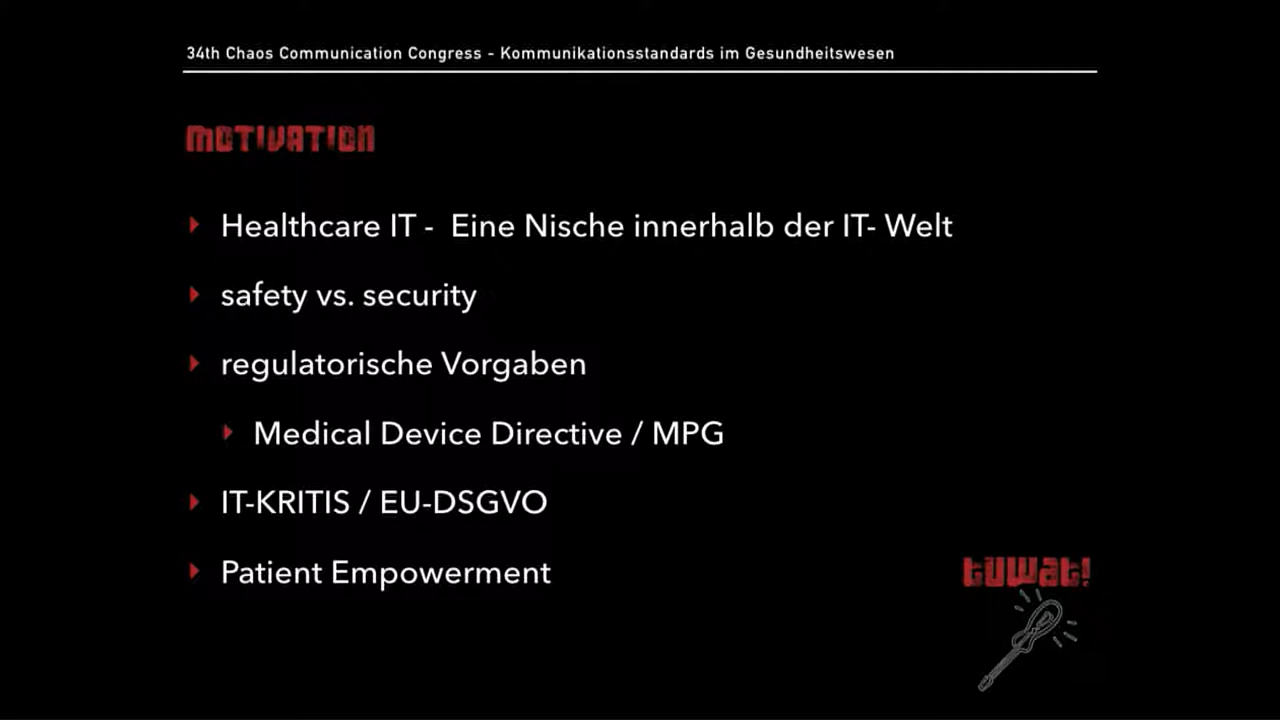 34th Chaos Communication Congress - Kommunikationsstandards im Gesundheitswesen
MOTIVATION
Healthcare IT - Eine Nische innerhalb der IT- Welt
safety vs. security
regulatorische Vorgaben
Medical Device Directive / MPG
IT-KRITIS / EU-DSGVO
Patient Empowerment
tuwat!